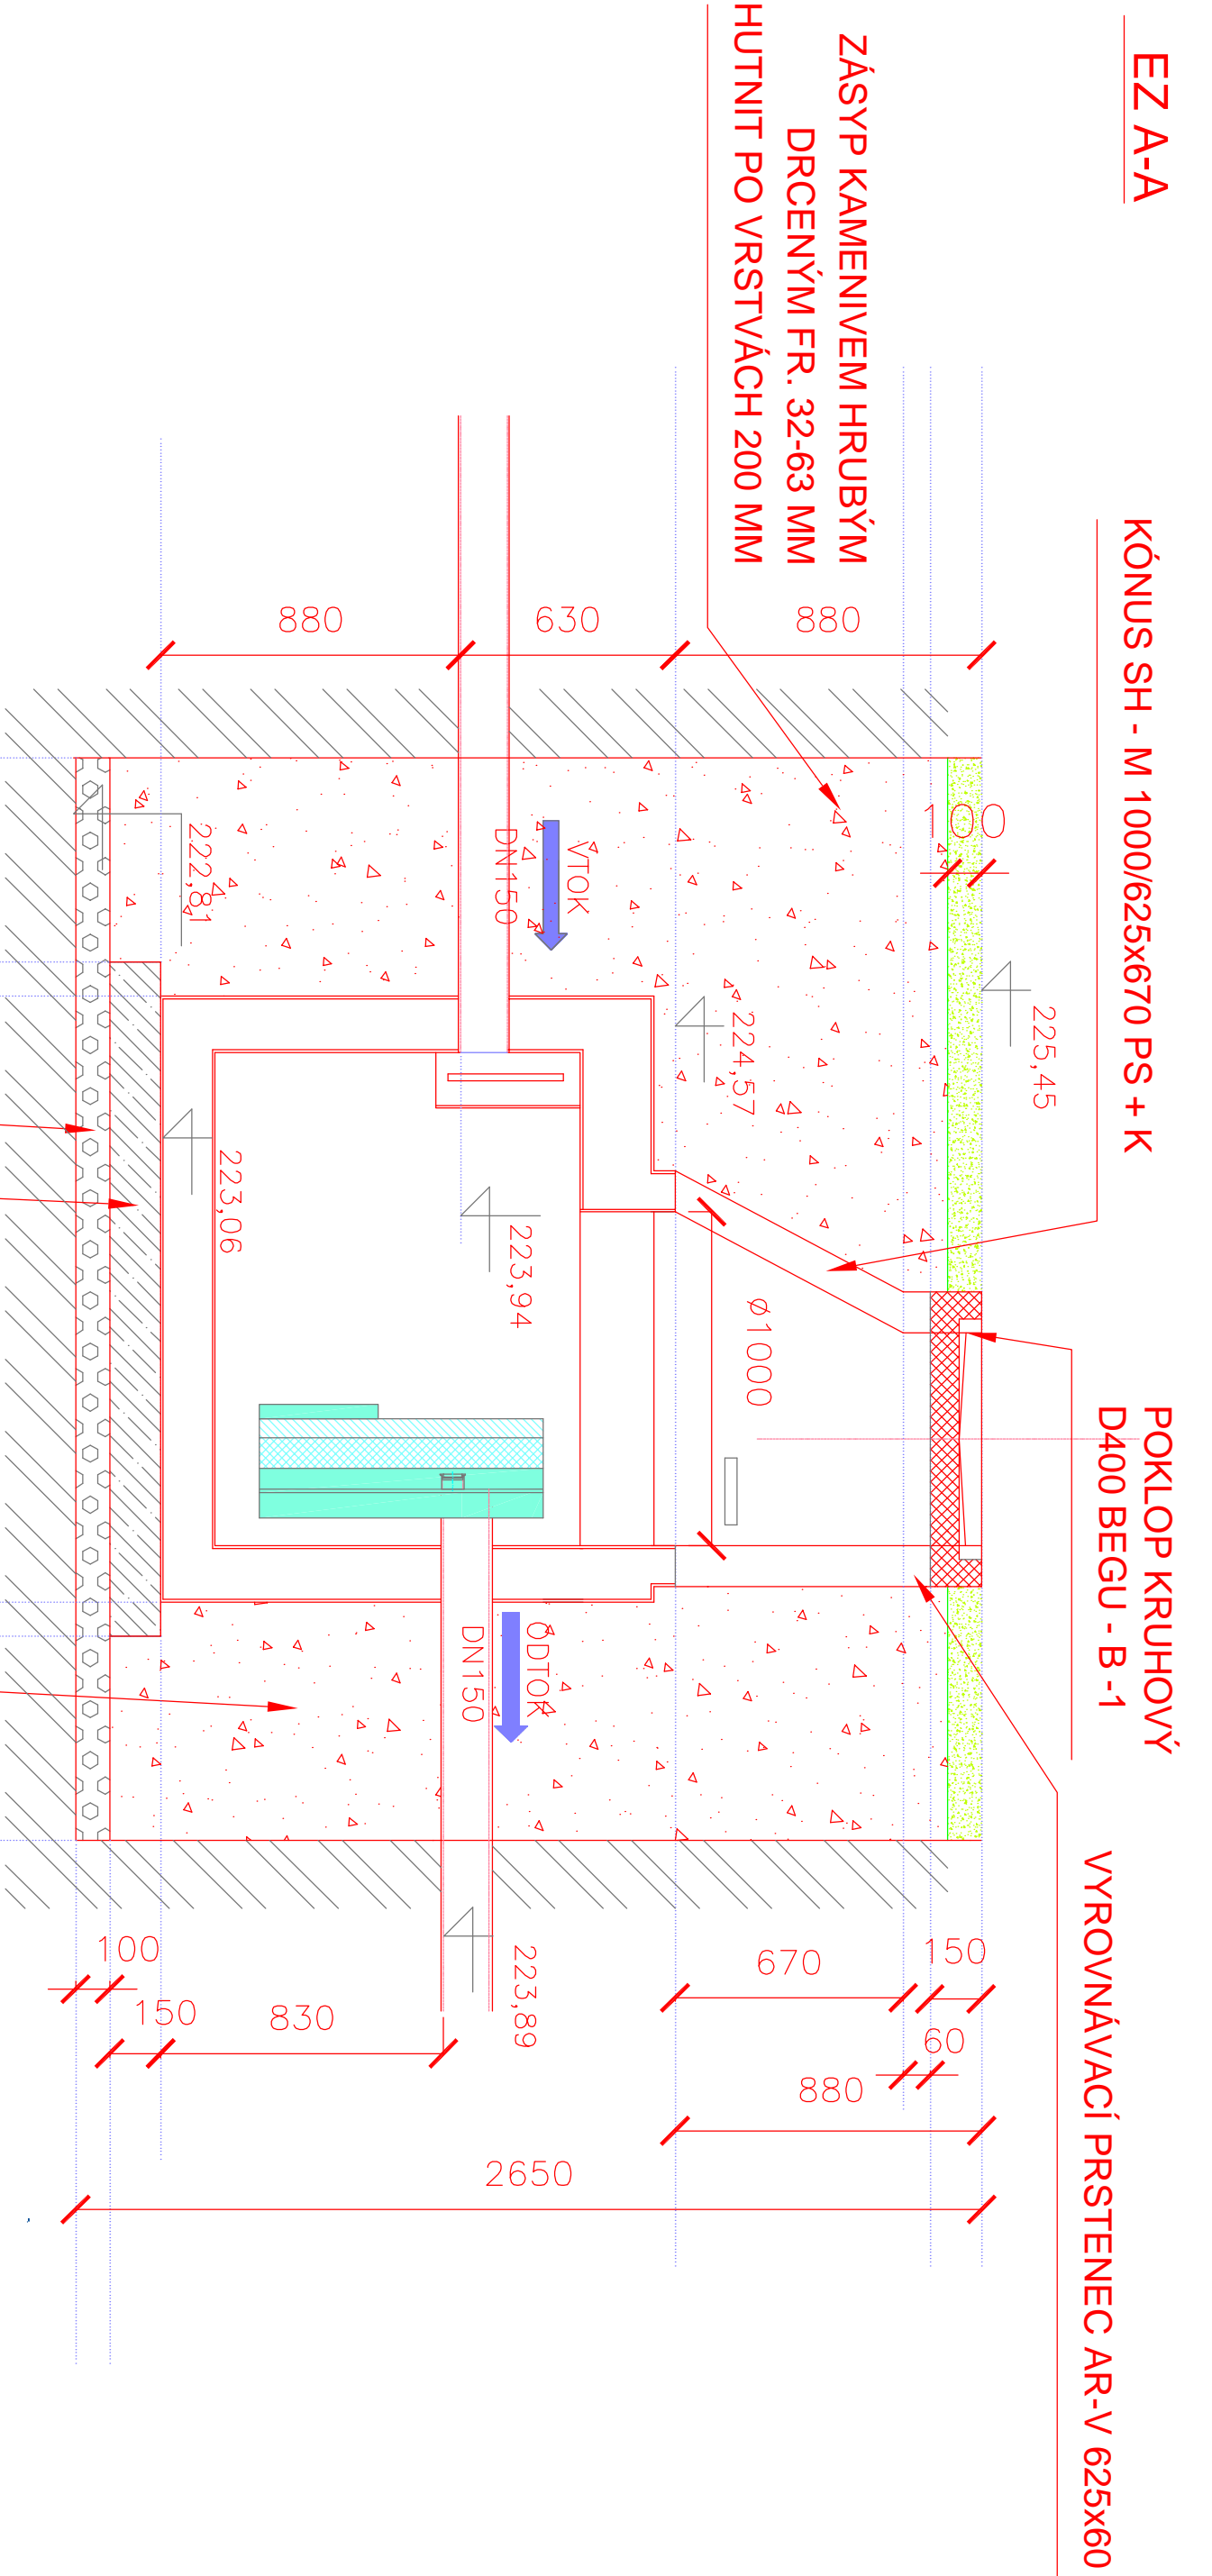 EZ A-A
KÓNUS SH - M 1000/625x670 PS + K
POKLOP KRUHOVÝ
D400 BEGU - B -1
VYROVNÁVACÍ PRSTENEC AR-V 625x60
ZÁSYP KAMENIVEM HRUBÝM
DRCENÝM FR. 32-63 MM
HUTNIT PO VRSTVÁCH 200 MM
225,45
100
880
630
880
224,57
Ø1000
VTOK
DN150
223,94
223,06
222,81
ODTOK
DN150
223,89
150
60
670
880
830
150
100
2650